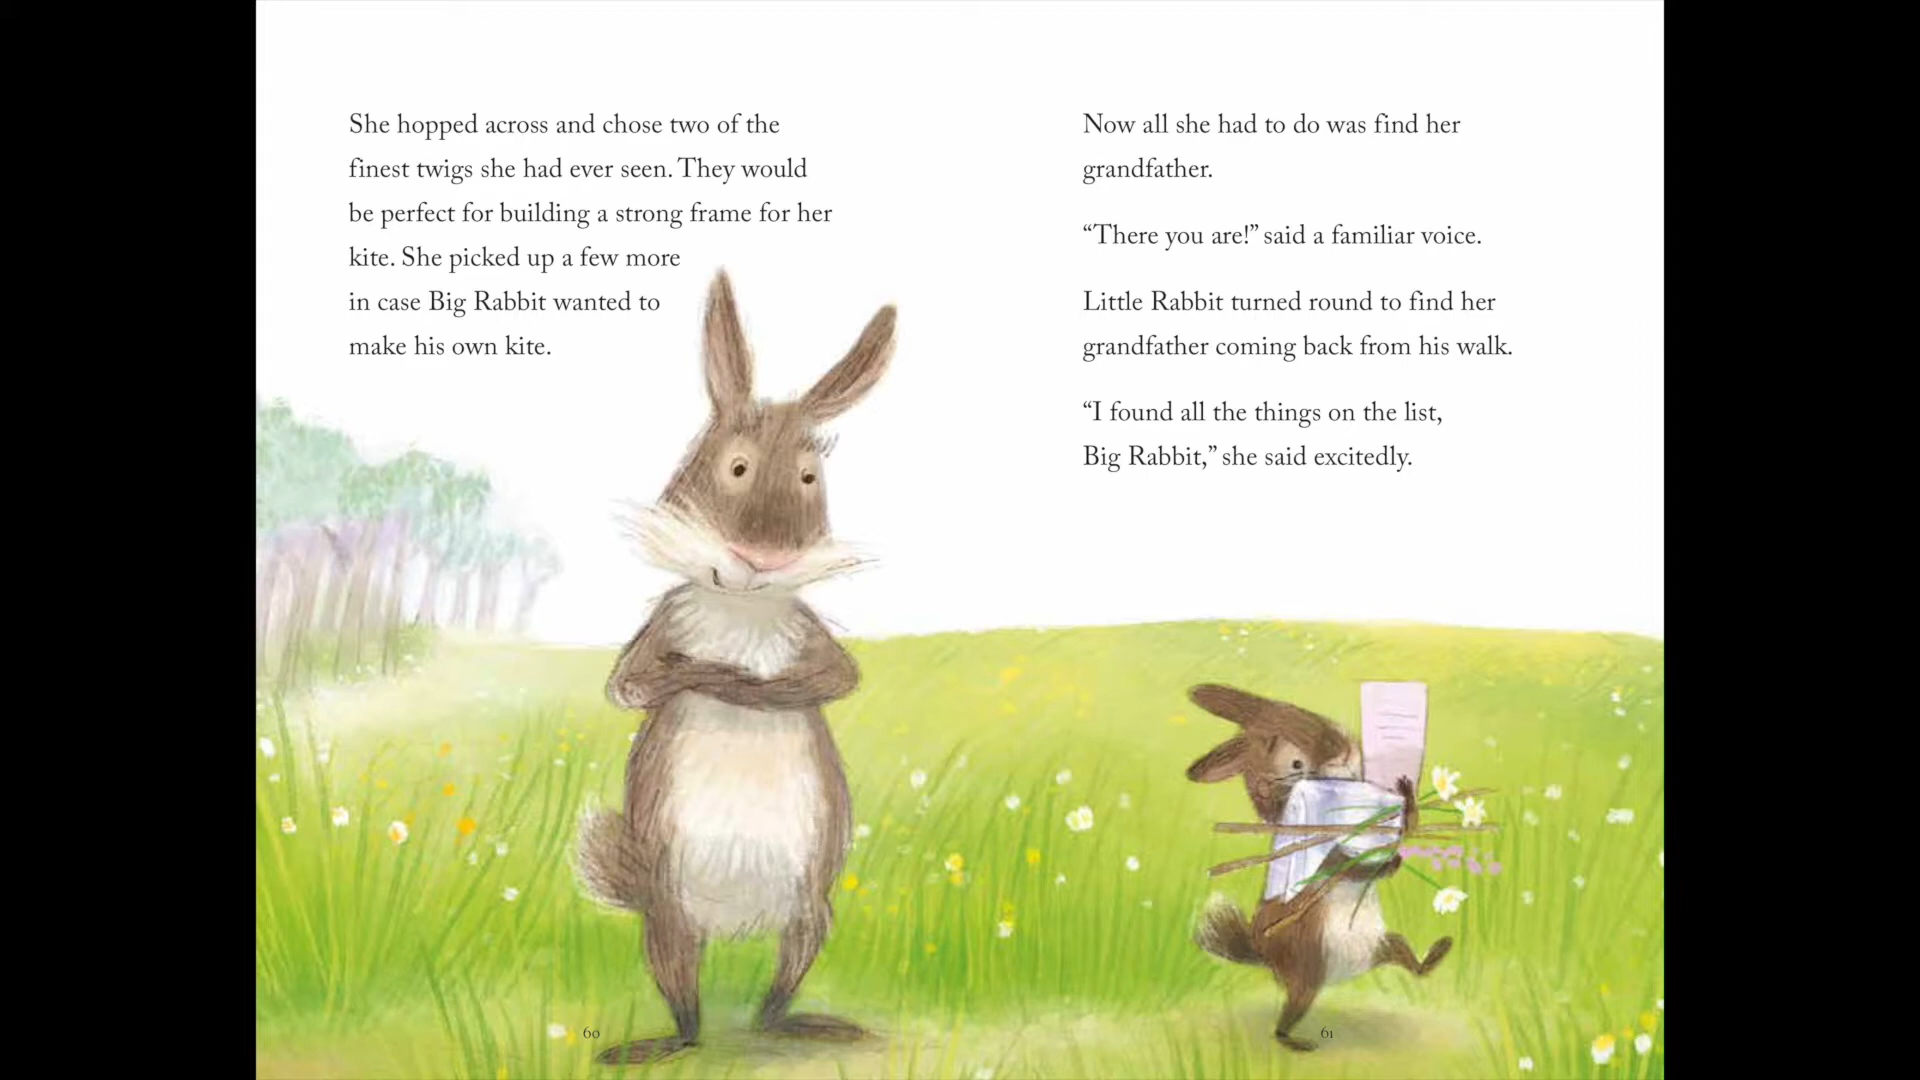 She hopped across and chose two of the
finest twigs she had ever seen. They would
be perfect for building a strong frame for her
kite. She picked up a few more
in case Big Rabbit wanted to
make his own kite.
60
Now all she had to do was find her
grandfather.
“There you are!” said a familiar voice.
Little Rabbit turned round to find her
grandfather coming back from his walk.
“I found all the things on the list,
Big Rabbit,” she said excitedly.
61